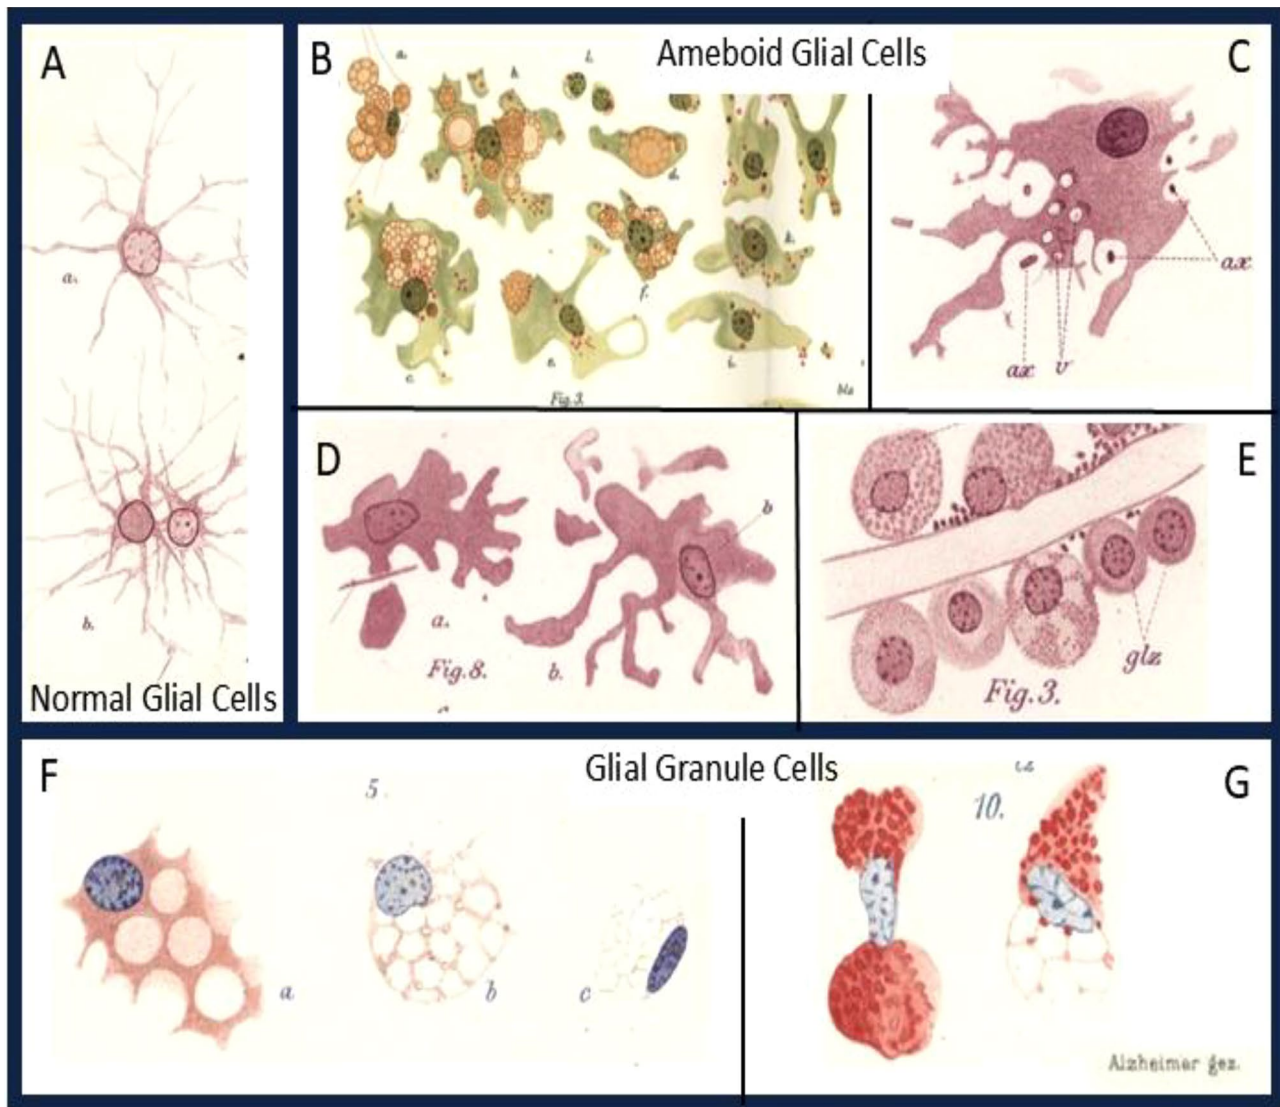 A
a.
b.
Normal Glial Cells
B
Ameboid Glial Cells
a.
l.
h.
d.
k.
f.
c.
e.
i.
Fig. 3.
C
ax
ax v
D
b
a.
Fig. 8. b.
E
glz
Fig. 3.
F
5.
a
b
c
Glial Granule Cells
G
10.
Alzheimer gez.